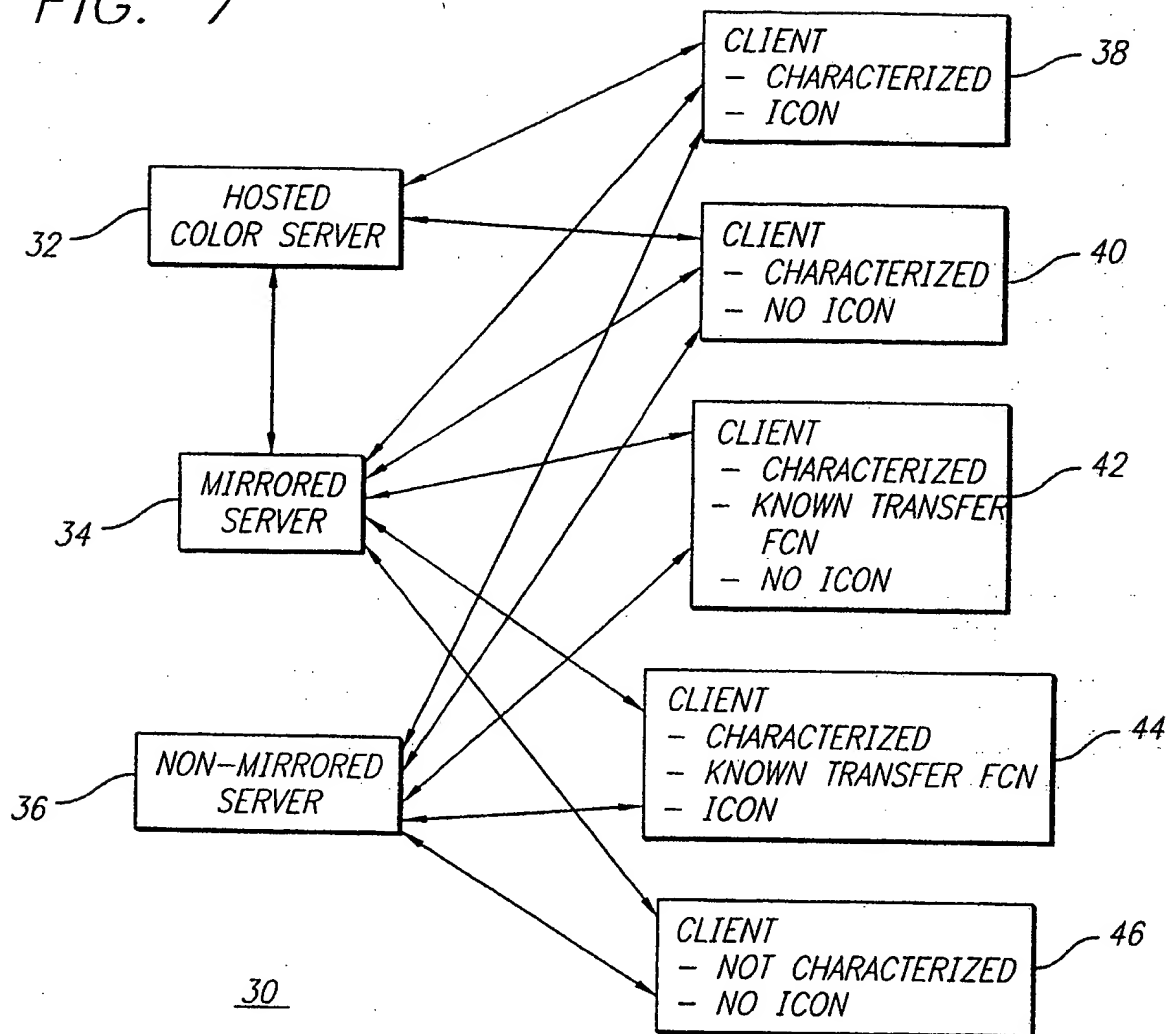 FIG. 7
CLIENT
- CHARACTERIZED
- ICON
38
HOSTED
COLOR SERVER
32
CLIENT
- CHARACTERIZED
- NO ICON
40
CLIENT
- CHARACTERIZED
- KNOWN TRANSFER
FCN
- NO ICON
42
MIRRORED
SERVER
34
CLIENT
- CHARACTERIZED
- KNOWN TRANSFER FCN
- ICON
44
NON-MIRRORED
SERVER
36
CLIENT
- NOT CHARACTERIZED
- NO ICON
46
30